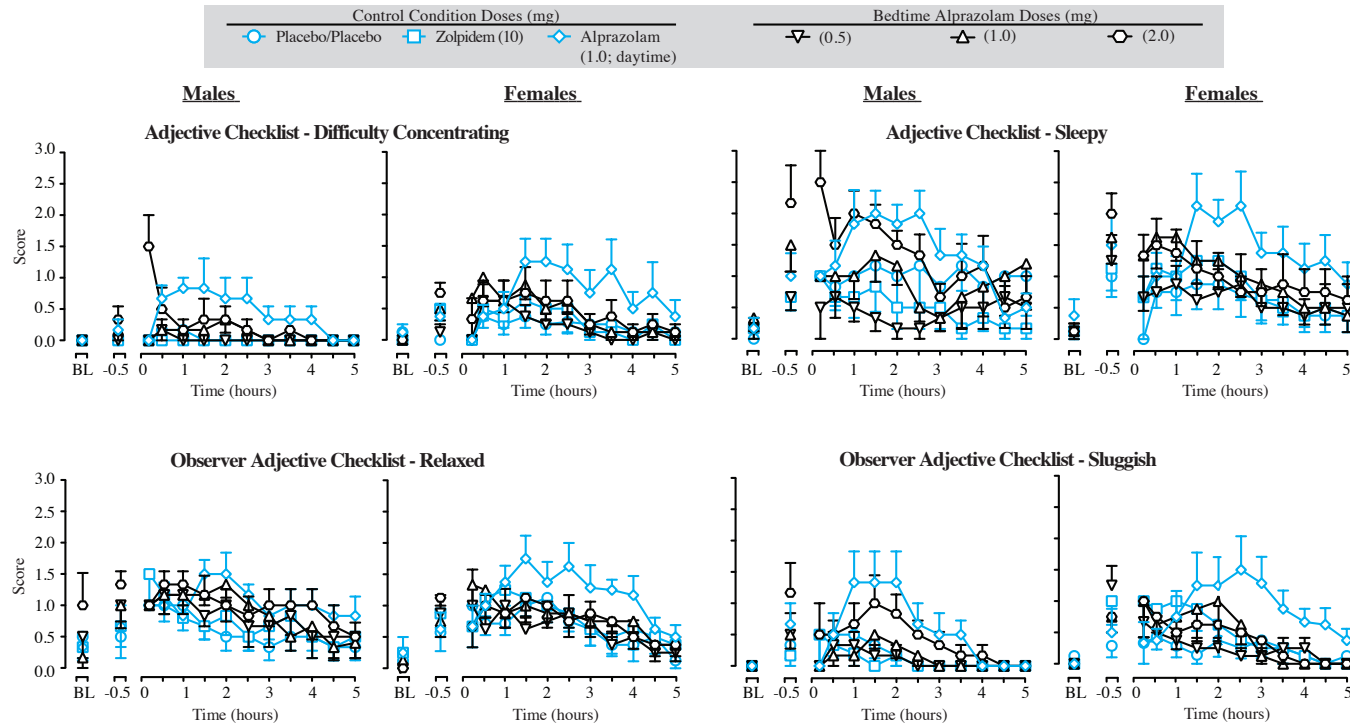 Control Condition Doses (mg)
Bedtime Alprazolam Doses (mg)
Placebo/Placebo
Zolpidem (10)
Alprazolam
(1.0; daytime)
(0.5)
(1.0)
(2.0)
Males
Females
Males
Females
Adjective Checklist - Difficulty Concentrating
Adjective Checklist - Sleepy
3.0
2.5
2.0
1.5
1.0
0.5
0.0
Score
BL -0.5 0 1 2 3 4 5
Time (hours)
BL -0.5 0 1 2 3 4 5
Time (hours)
BL -0.5 0 1 2 3 4 5
Time (hours)
BL -0.5 0 1 2 3 4 5
Time (hours)
Observer Adjective Checklist - Relaxed
Observer Adjective Checklist - Sluggish
3.0
2.5
2.0
1.5
1.0
0.5
0.0
Score
BL -0.5 0 1 2 3 4 5
Time (hours)
BL -0.5 0 1 2 3 4 5
Time (hours)
BL -0.5 0 1 2 3 4 5
Time (hours)
BL -0.5 0 1 2 3 4 5
Time (hours)